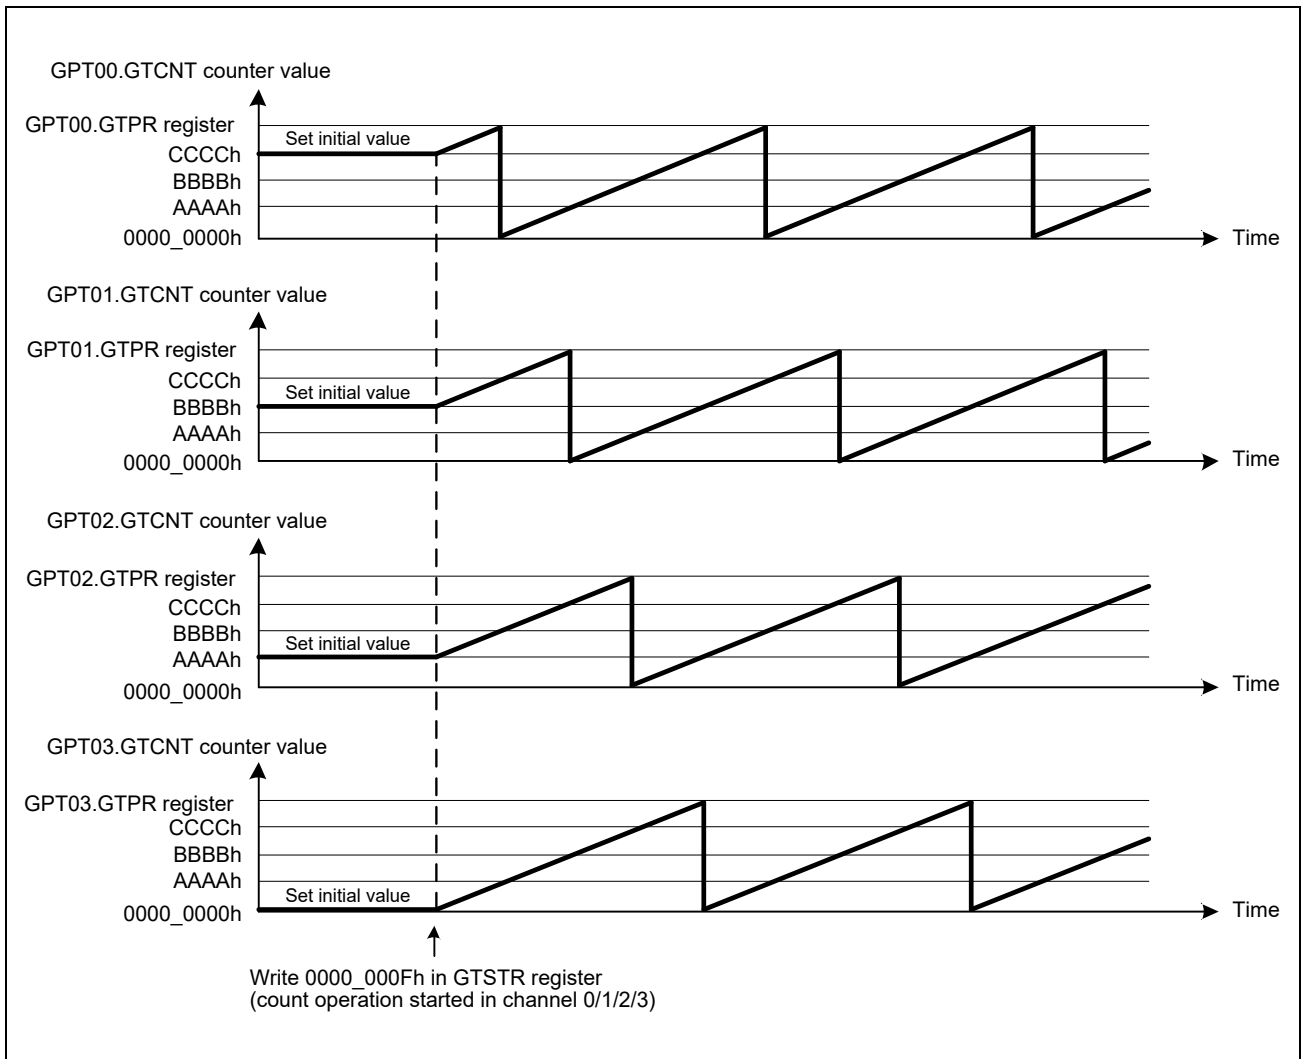 GPT00.GTCNT counter value
GPT00.GTPR register
Set initial value
CCCCh
BBBBh
AAAAh
0000_0000h
Time
GPT01.GTCNT counter value
GPT01.GTPR register
CCCCh
Set initial value
BBBBh
AAAAh
0000_0000h
Time
GPT02.GTCNT counter value
GPT02.GTPR register
CCCCh
BBBBh
Set initial value
AAAAh
0000_0000h
Time
GPT03.GTCNT counter value
GPT03.GTPR register
CCCCh
BBBBh
AAAAh
Set initial value
0000_0000h
Time
Write 0000_000Fh in GTSTR register
(count operation started in channel 0/1/2/3)